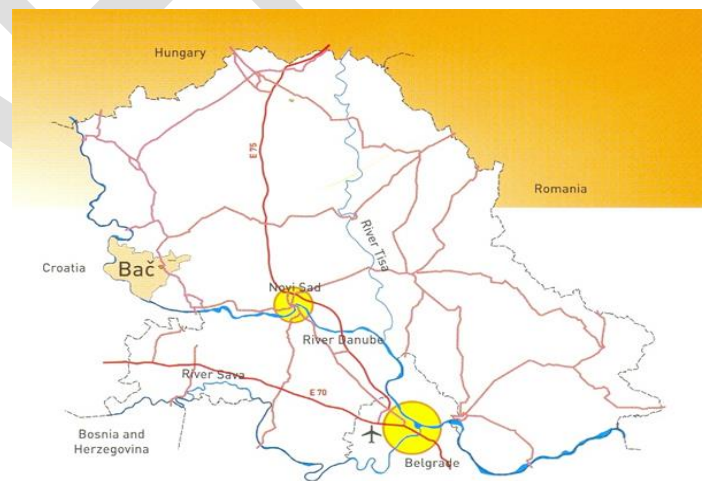 Hungary
E 75
Romania
River Tisa
Croatia
Bač
Novi Sad
River Danube
River Sava
E 70
Bosnia and
Herzegovina
Belgrade